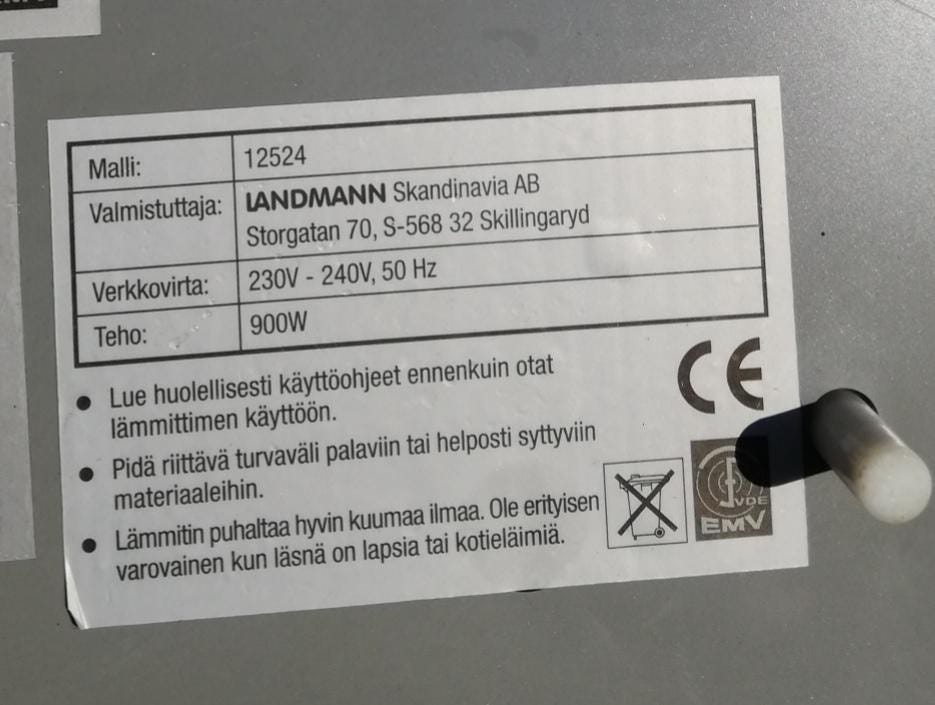 Malli: 12524
Valmistuttaja: LANDMANN Skandinavia AB
Storgatan 70, S-568 32 Skillingaryd
Verkkovirta: 230V - 240V, 50 Hz
Teho: 900W
• Lue huolellisesti käyttöohjeet ennenkuin otat
lämmittimen käyttöön.
• Pidä riittävä turvaväli palaviin tai helposti syttyviin
materiaaleihin.
• Lämmitin puhaltaa hyvin kuumaa ilmaa. Ole erityisen
varovainen kun läsnä on lapsia tai kotieläimiä.
CE
VDE
EMV